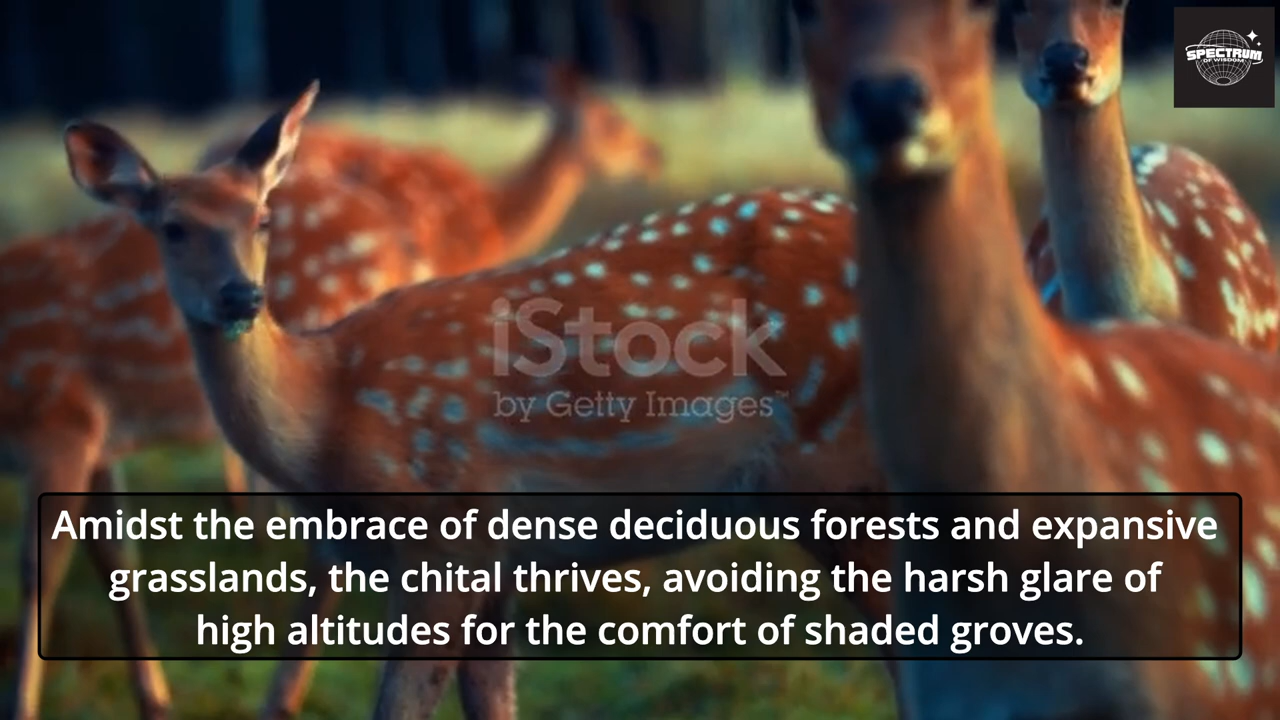 SPECTRUM
OF WISDOM
iStock
by Getty Images™
Amidst the embrace of dense deciduous forests and expansive
grasslands, the chital thrives, avoiding the harsh glare of
high altitudes for the comfort of shaded groves.